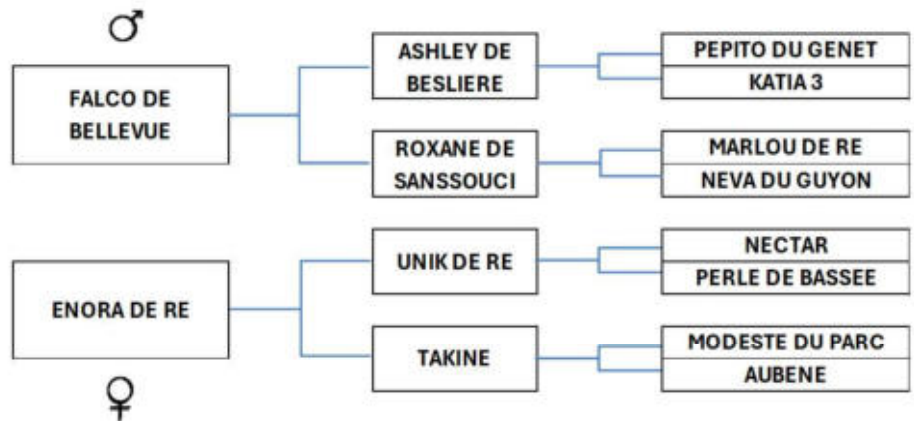 ♂
FALCO DE
BELLEVUE
ASHLEY DE
BESLIERE
PEPITO DU GENET
KATIA 3
ROXANE DE
SANSSOUCI
MARLOU DE RE
NEVA DU GUYON
ENORA DE RE
UNIK DE RE
NECTAR
PERLE DE BASSEE
TAKINE
MODESTE DU PARC
AUBENE
♀